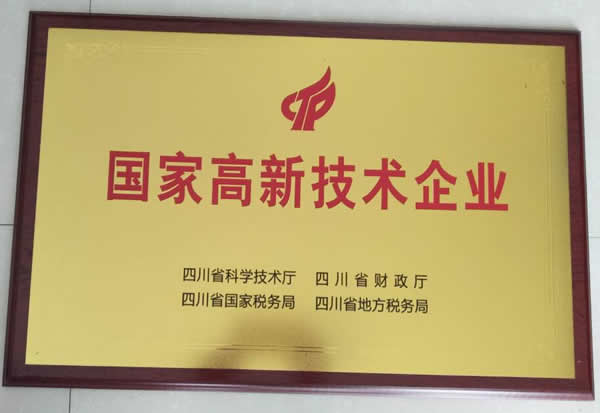 国家高新技术企业
四川省科学技术厅 四川省财政厅
四川省国家税务局 四川省地方税务局